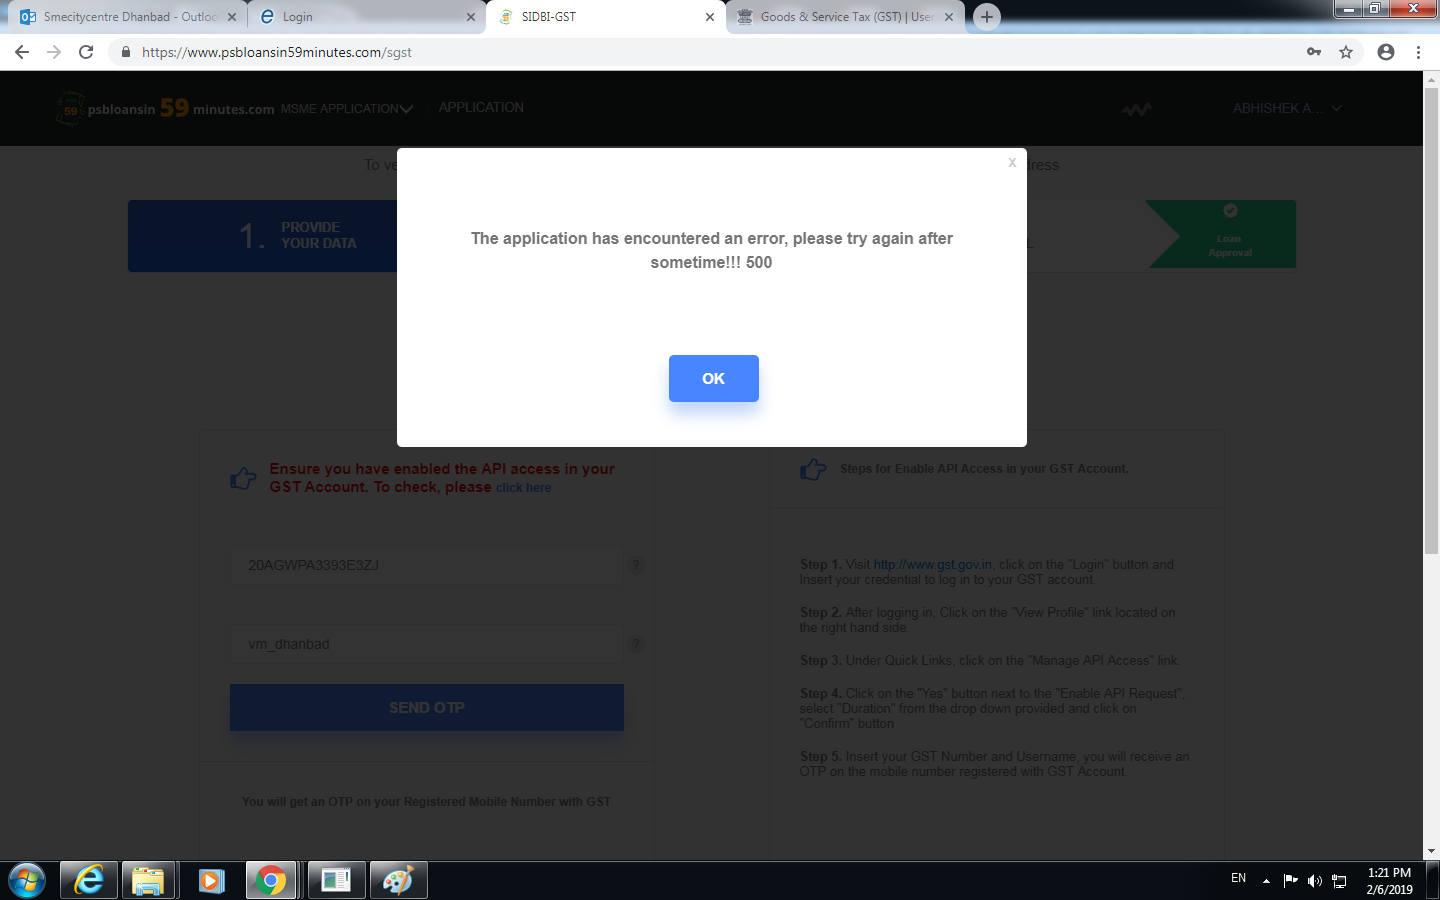 Smecitycentre Dhanbad - Outloo
Login
SIDBI-GST
Goods & Service Tax (GST) | User
https://www.psbloansin59minutes.com/sgst
59 psbloansin 59 minutes.com MSME APPLICATION APPLICATION ABHISHEK A...
To ve
dress
1. PROVIDE
YOUR DATA
Loan
Approval
x
The application has encountered an error, please try again after
sometime!!! 500
OK
Ensure you have enabled the API access in your
GST Account. To check, please click here
20AGWPA3393E3ZJ ?
vm_dhanbad ?
SEND OTP
You will get an OTP on your Registered Mobile Number with GST
Steps for Enable API Access in your GST Account.
Step 1. Visit http://www.gst.gov.in, click on the "Login" button and
Insert your credential to log in to your GST account.
Step 2. After logging in, Click on the "View Profile" link located on
the right hand side.
Step 3. Under Quick Links, click on the "Manage API Access" link.
Step 4. Click on the "Yes" button next to the "Enable API Request",
select "Duration" from the drop down provided and click on
"Confirm" button
Step 5. Insert your GST Number and Username, you will receive an
OTP on the mobile number registered with GST Account.
EN
1:21 PM
2/6/2019